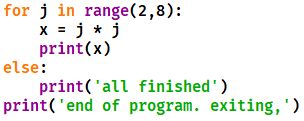 for j in range(2,8):
    x = j * j
    print(x)
else:
    print('all finished')
print('end of program. exiting,')